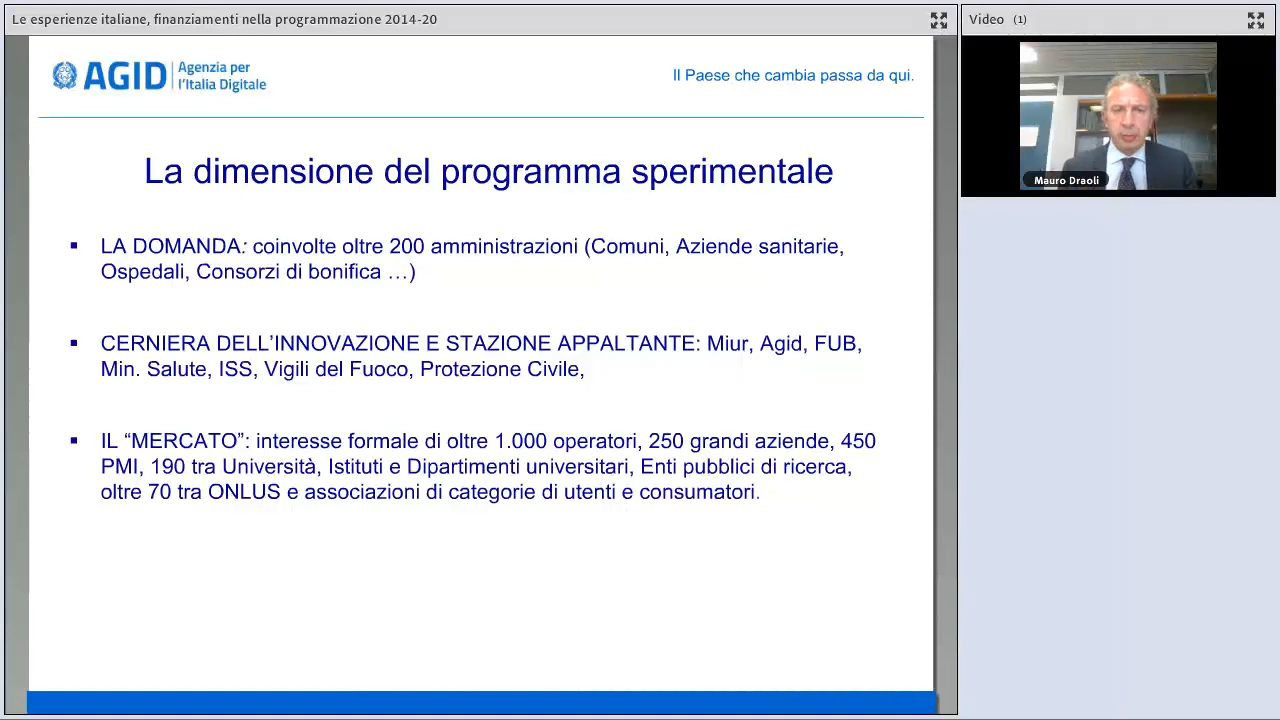 Le esperienze italiane, finanziamenti nella programmazione 2014-20
Video (1)
AGID
Agenzia per
l'Italia Digitale
Il Paese che cambia passa da qui.
Mauro Draoli
La dimensione del programma sperimentale
▪ LA DOMANDA: coinvolte oltre 200 amministrazioni (Comuni, Aziende sanitarie,
Ospedali, Consorzi di bonifica …)
▪ CERNIERA DELL’INNOVAZIONE E STAZIONE APPALTANTE: Miur, Agid, FUB,
Min. Salute, ISS, Vigili del Fuoco, Protezione Civile,
▪ IL “MERCATO”: interesse formale di oltre 1.000 operatori, 250 grandi aziende, 450
PMI, 190 tra Università, Istituti e Dipartimenti universitari, Enti pubblici di ricerca,
oltre 70 tra ONLUS e associazioni di categorie di utenti e consumatori.